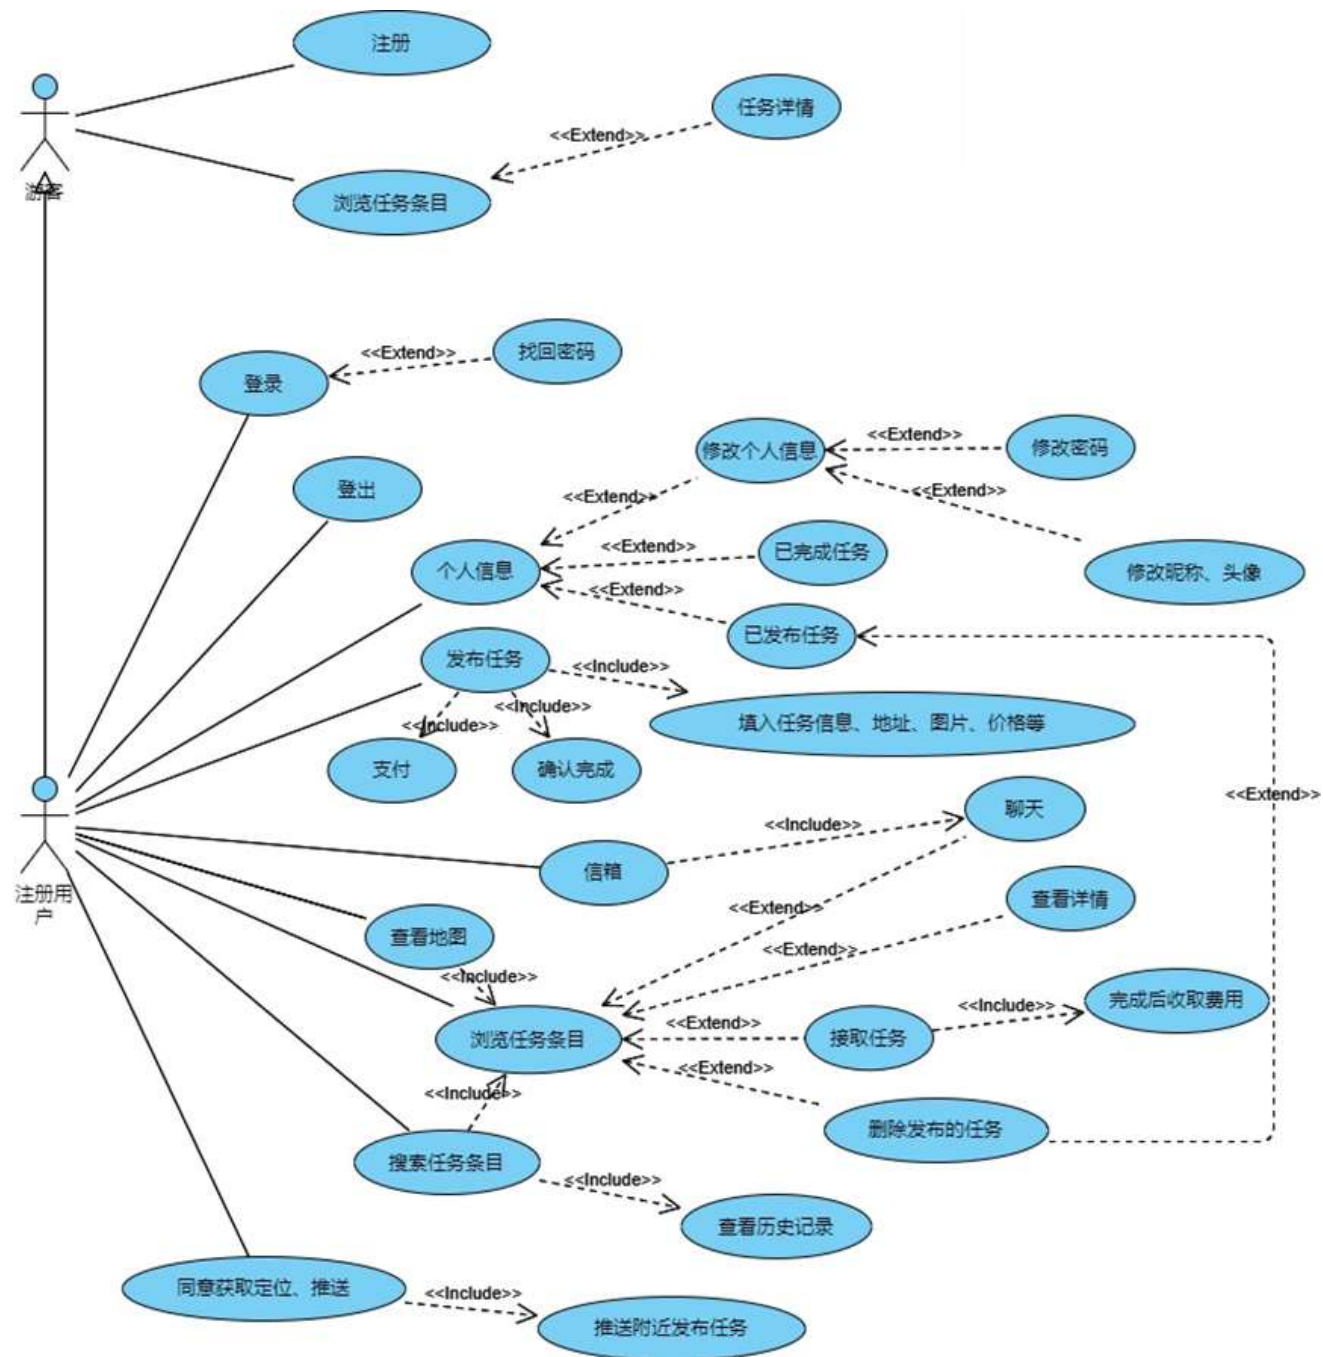 注册
任务详情
<<Extend>>
游客
浏览任务条目
<<Extend>>
找回密码
登录
修改个人信息
<<Extend>>
修改密码
登出
<<Extend>>
<<Extend>>
<<Extend>>
已完成任务
个人信息
修改昵称、头像
<<Extend>>
已发布任务
发布任务
<<Include>>
<<Include>>
<<Include>>
填入任务信息、地址、图片、价格等
支付
确认完成
<<Extend>>
聊天
<<Include>>
信箱
注册用
户
查看详情
<<Extend>>
查看地图
<<Extend>>
<<Include>>
完成后收取费用
<<Include>>
<<Extend>>
接取任务
浏览任务条目
<<Extend>>
<<Include>>
删除发布的任务
搜索任务条目
<<Include>>
查看历史记录
同意获取定位、推送
<<Include>>
推送附近发布任务